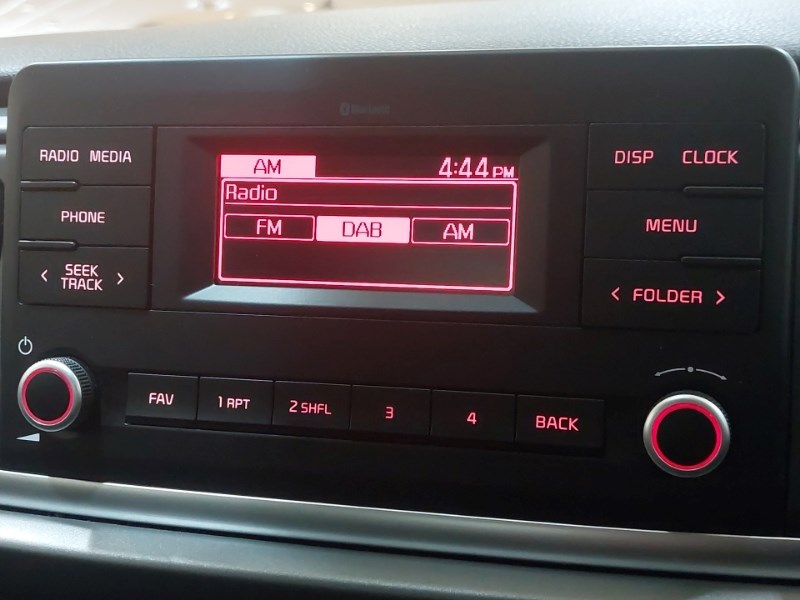 Bluetooth
RADIO MEDIA
PHONE
< SEEK TRACK >
AM 4:44 PM
Radio
FM DAB AM
DISP CLOCK
MENU
< FOLDER >
FAV 1 RPT 2 SHFL 3 4 BACK